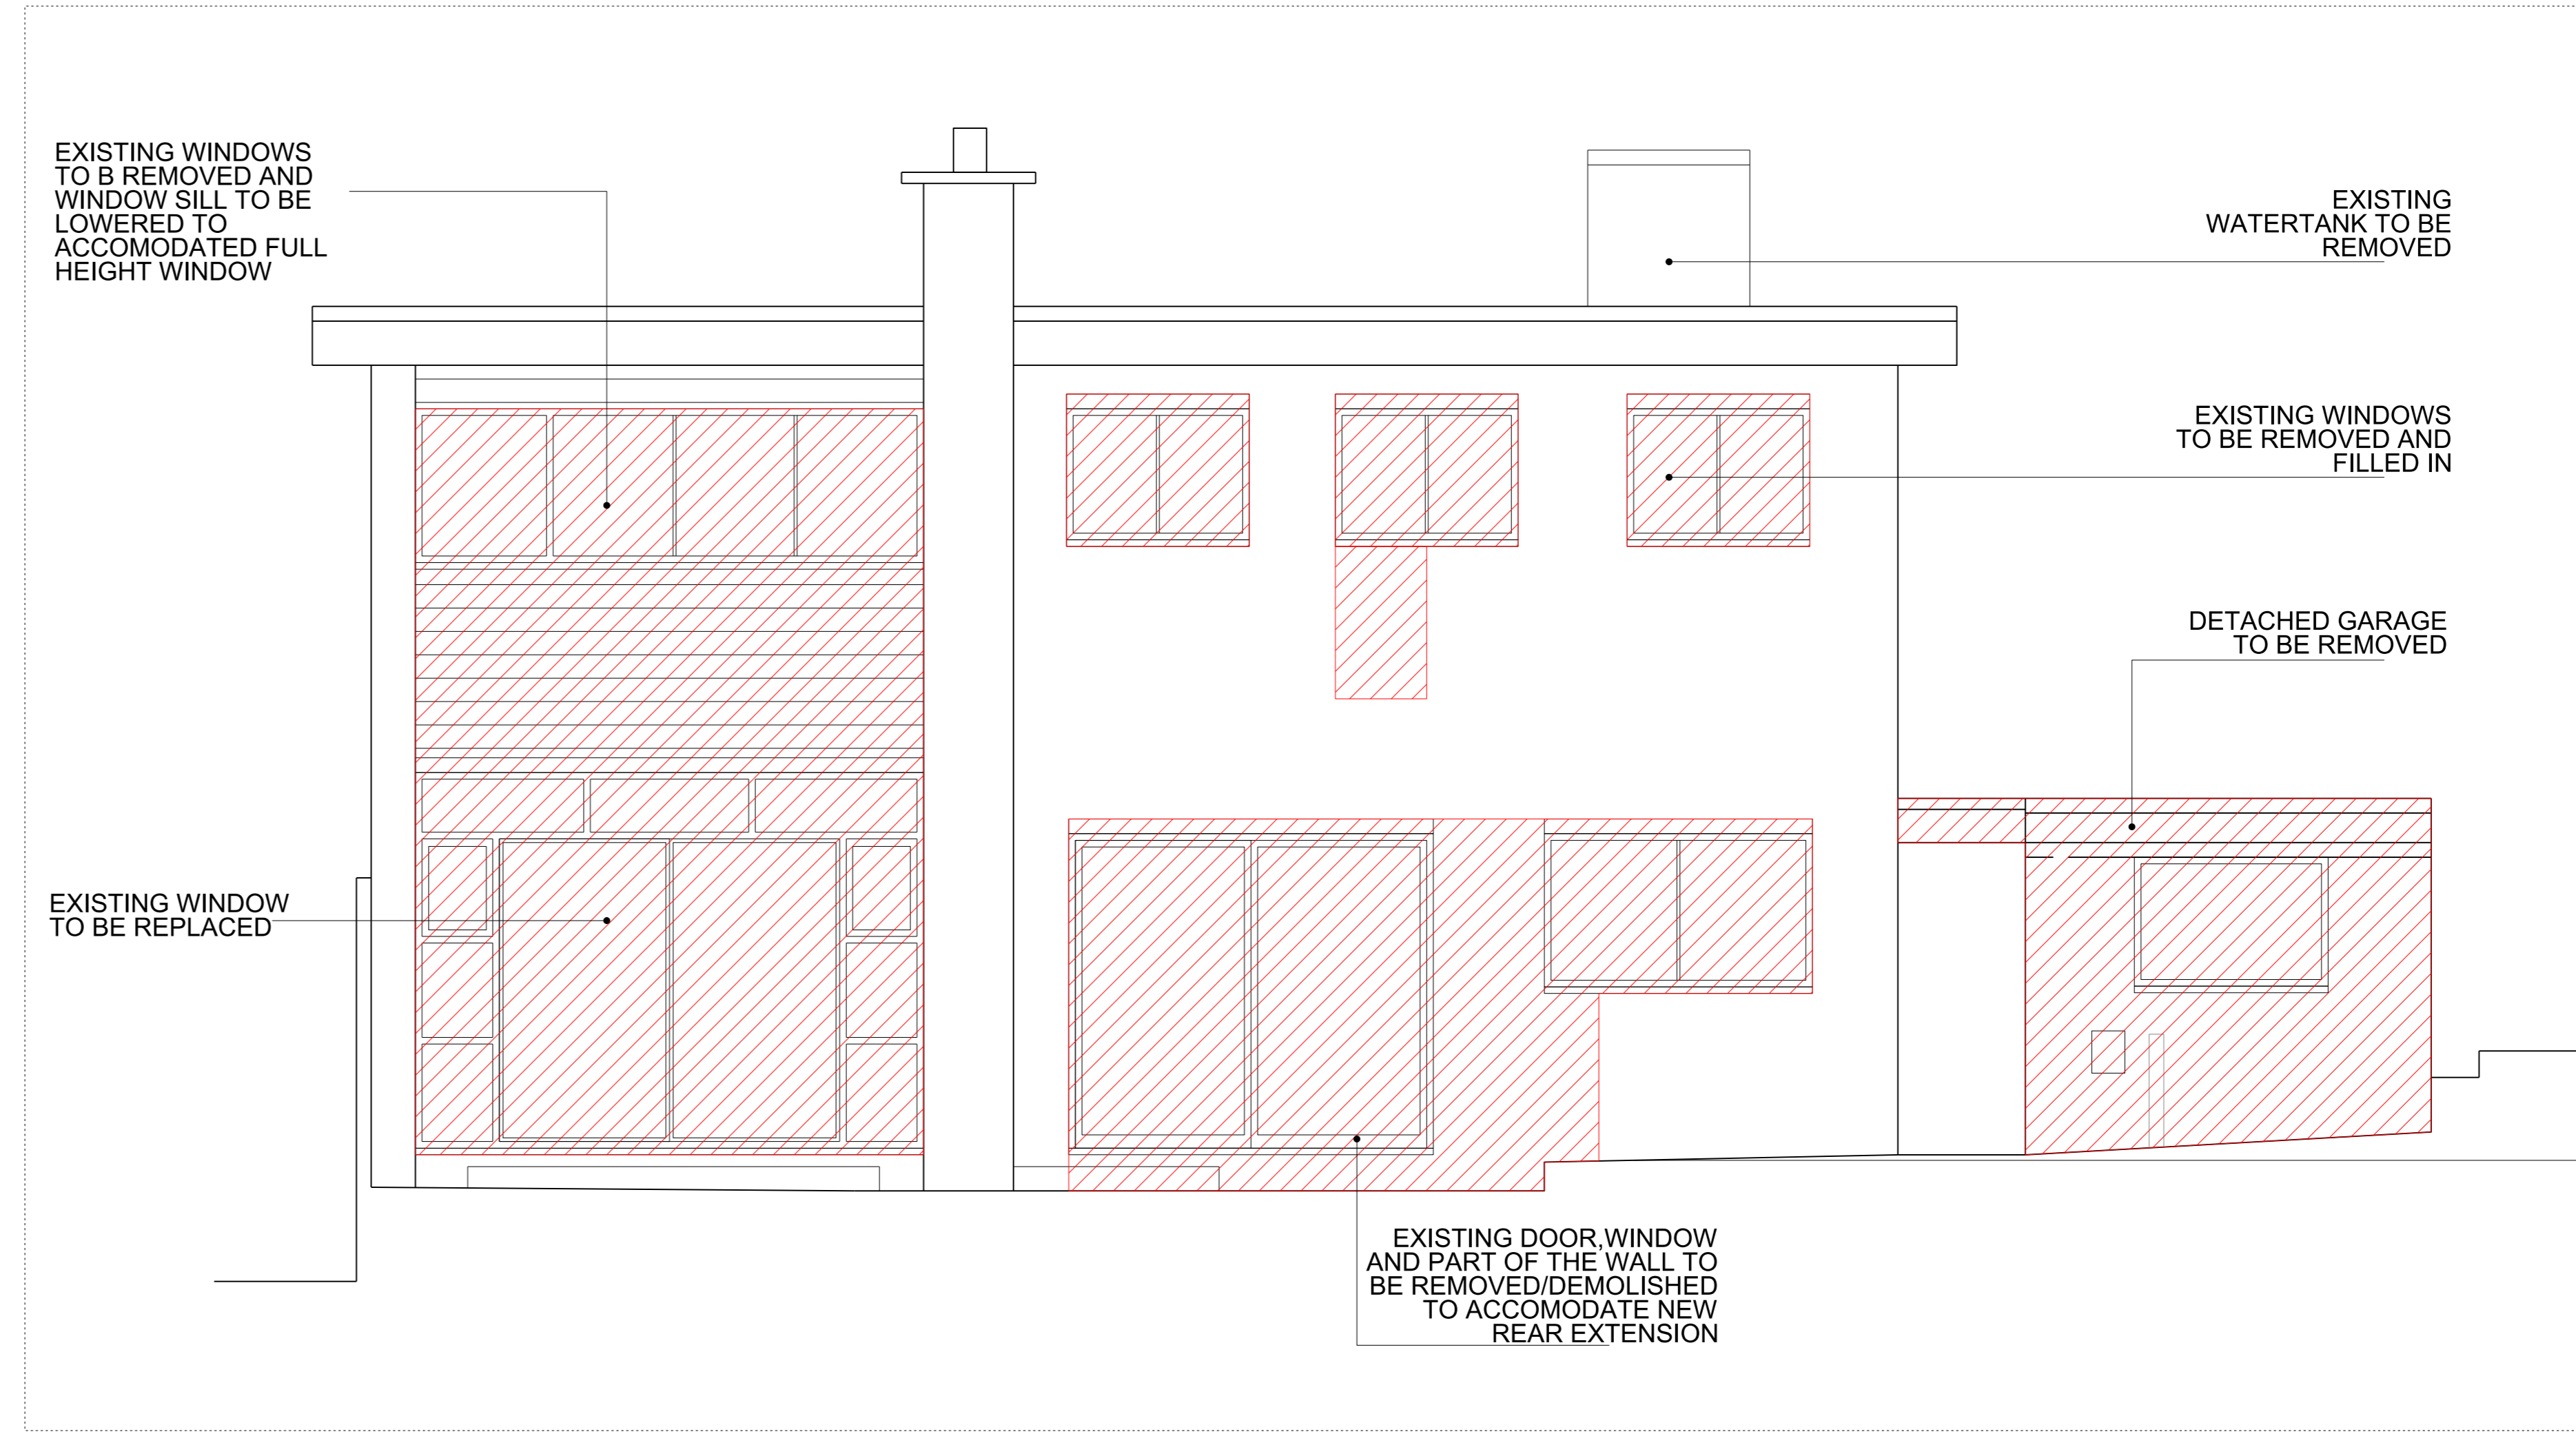 EXISTING WINDOWS
TO B REMOVED AND
WINDOW SILL TO BE
LOWERED TO
ACCOMODATED FULL
HEIGHT WINDOW
EXISTING
WATERTANK TO BE
REMOVED
EXISTING WINDOWS
TO BE REMOVED AND
FILLED IN
DETACHED GARAGE
TO BE REMOVED
EXISTING WINDOW
TO BE REPLACED
EXISTING DOOR,WINDOW
AND PART OF THE WALL TO
BE REMOVED/DEMOLISHED
TO ACCOMODATE NEW
REAR EXTENSION